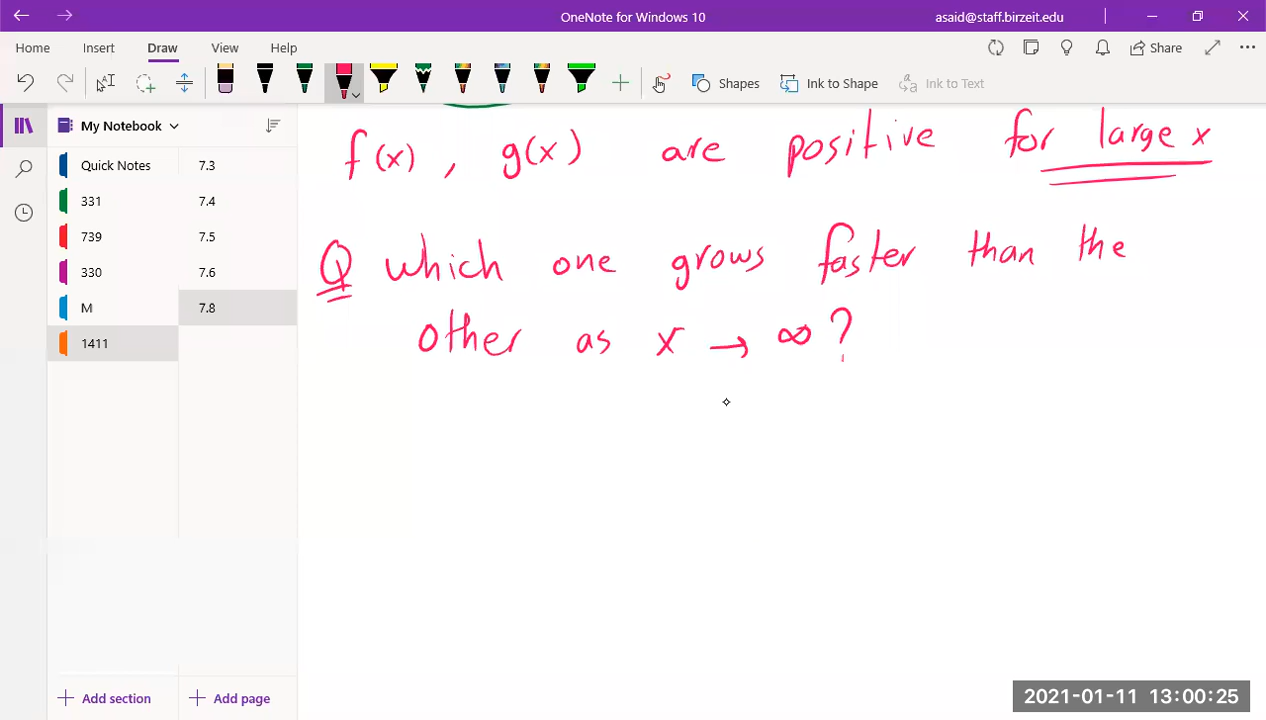 OneNote for Windows 10
asaid@staff.birzeit.edu
Home Insert Draw View Help
Share
Shapes
Ink to Shape
Ink to Text
My Notebook
Quick Notes
331
739
330
M
1411
7.3
7.4
7.5
7.6
7.8
f(x), g(x) are positive for large x
Q which one grows faster than the
other as x → ∞ ?
Add section
Add page
2021-01-11 13:00:25